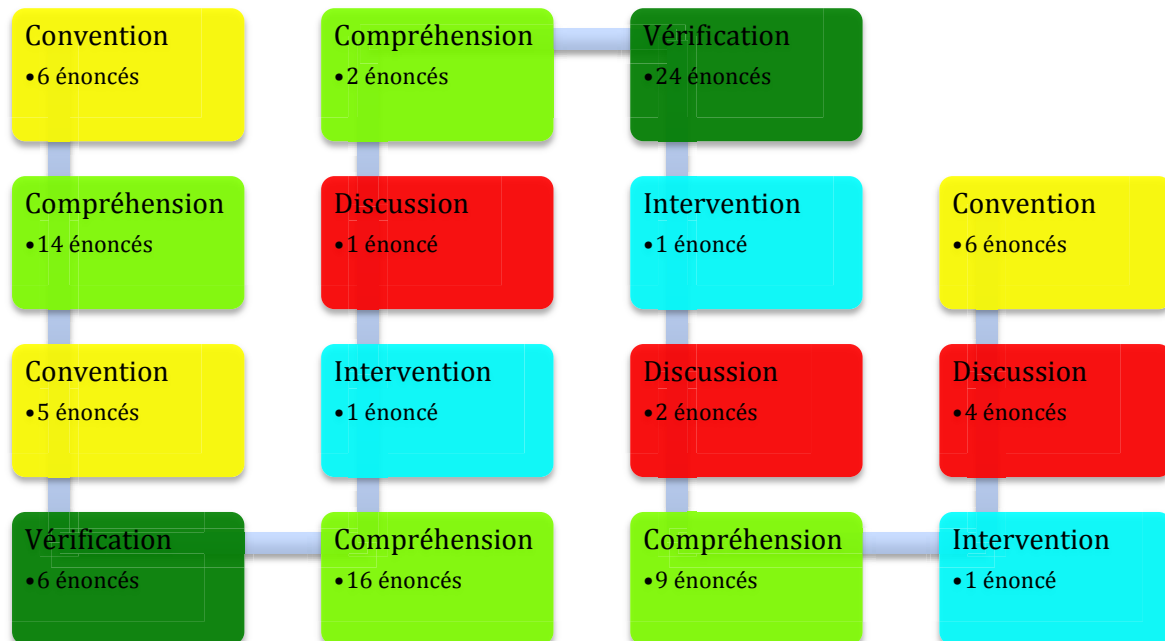 Convention
•6 énoncés
Compréhension
•14 énoncés
Convention
•5 énoncés
Vérification
•6 énoncés
Compréhension
•16 énoncés
Intervention
•1 énoncé
Discussion
•1 énoncé
Compréhension
•2 énoncés
Vérification
•24 énoncés
Intervention
•1 énoncé
Discussion
•2 énoncés
Compréhension
•9 énoncés
Intervention
•1 énoncé
Discussion
•4 énoncés
Convention
•6 énoncés